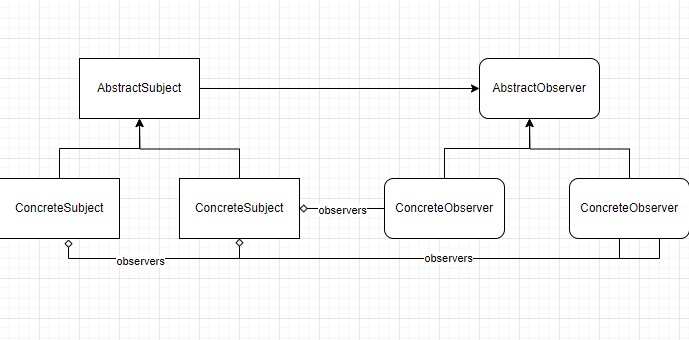 AbstractSubject
AbstractObserver
ConcreteSubject
ConcreteSubject
observers
ConcreteObserver
ConcreteObserver
observers
observers